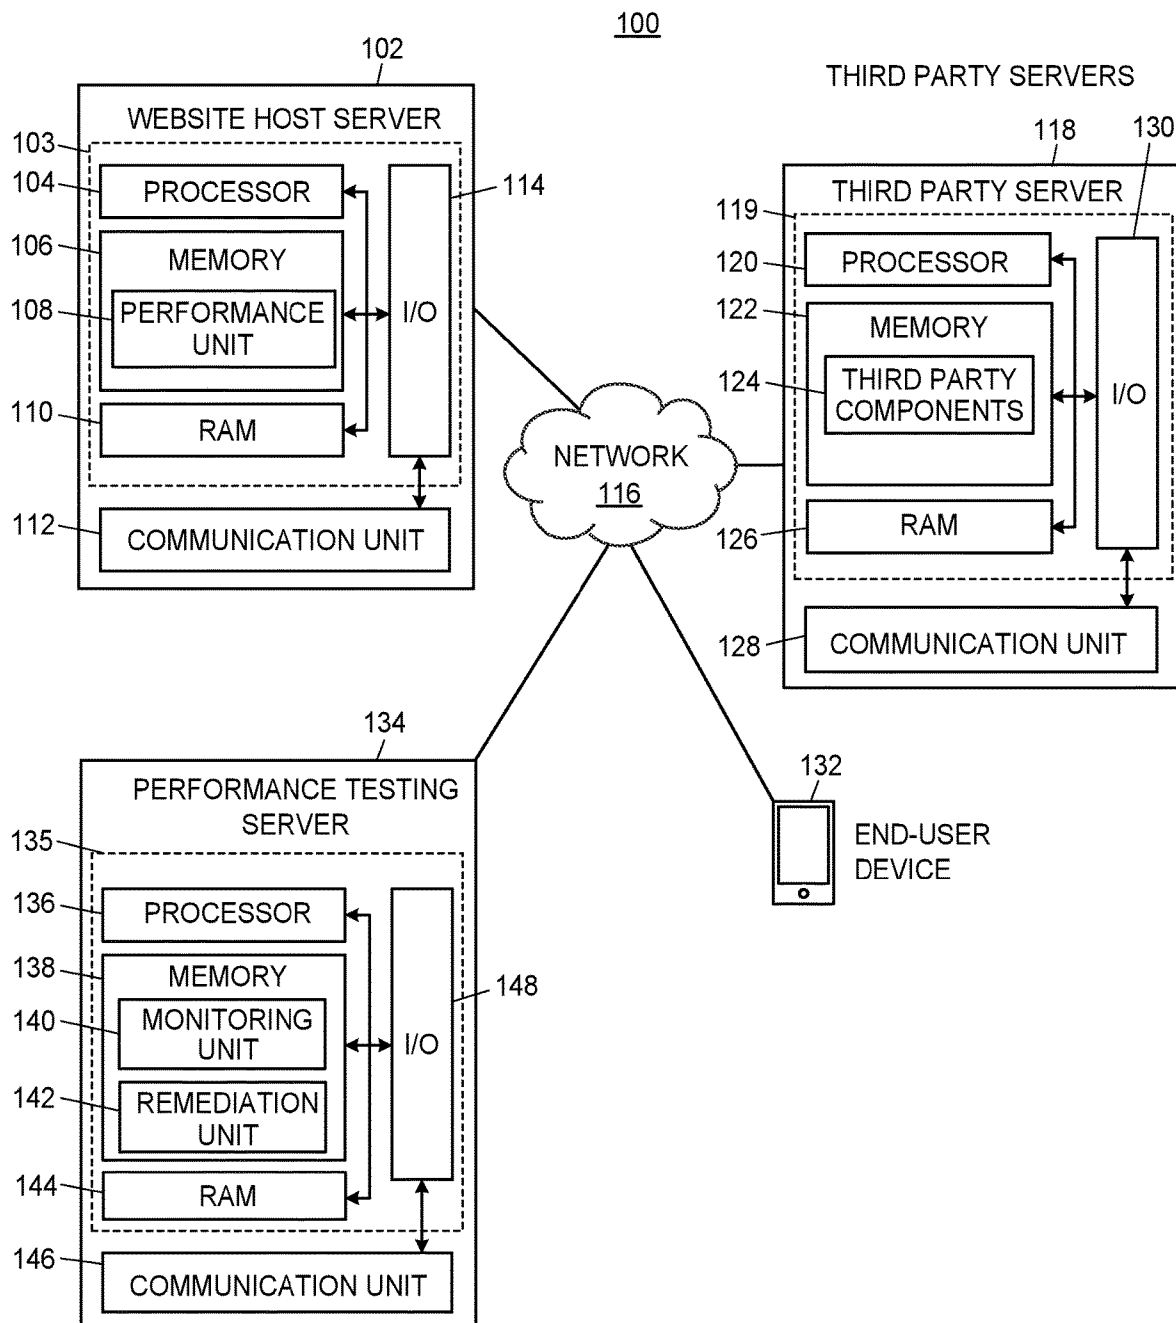 100
102
WEBSITE HOST SERVER
103
104
PROCESSOR
114
106
MEMORY
108
PERFORMANCE
UNIT
I/O
110
RAM
112
COMMUNICATION UNIT
NETWORK
116
THIRD PARTY SERVERS
118
130
THIRD PARTY SERVER
119
120
PROCESSOR
122
MEMORY
124
THIRD PARTY
COMPONENTS
I/O
126
RAM
128
COMMUNICATION UNIT
134
PERFORMANCE TESTING
SERVER
135
136
PROCESSOR
138
MEMORY
148
140
MONITORING
UNIT
I/O
142
REMEDIATION
UNIT
144
RAM
146
COMMUNICATION UNIT
132
END-USER
DEVICE